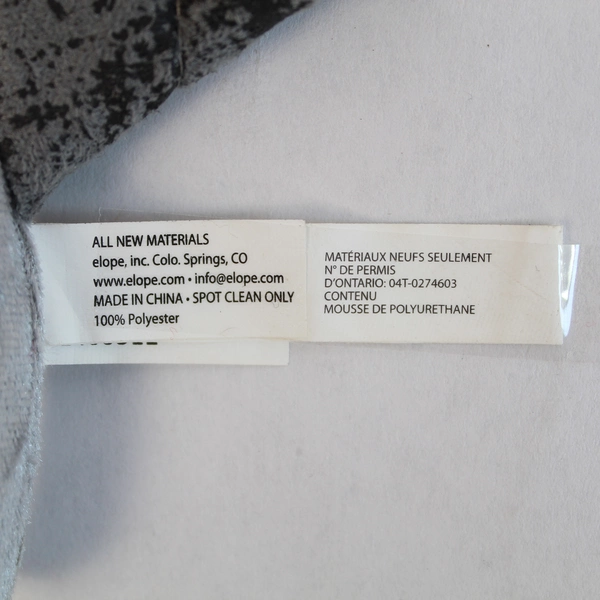 ALL NEW MATERIALS
elope, inc. Colo. Springs, CO
www.elope.com • info@elope.com
MADE IN CHINA • SPOT CLEAN ONLY
100% Polyester
MATÉRIAUX NEUFS SEULEMENT
N° DE PERMIS
D'ONTARIO: 04T-0274603
CONTENU
MOUSSE DE POLYURETHANE